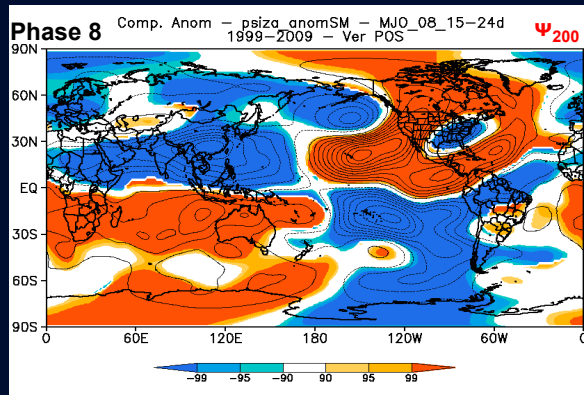 Phase 8
Comp. Anom – psiza_anomSM – MJO_08_15–24d
1999–2009 – Ver POS
Ψ200
90N
60N
30N
EQ
30S
60S
90S
0 60E 120E 180 120W 60W 0
-99 -95 -90 90 95 99